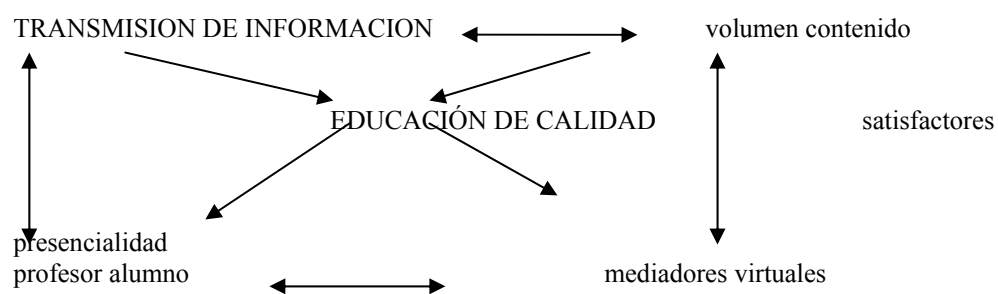 TRANSMISION DE INFORMACION volumen contenido
EDUCACIÓN DE CALIDAD satisfactores
presencialidad
profesor alumno mediadores virtuales